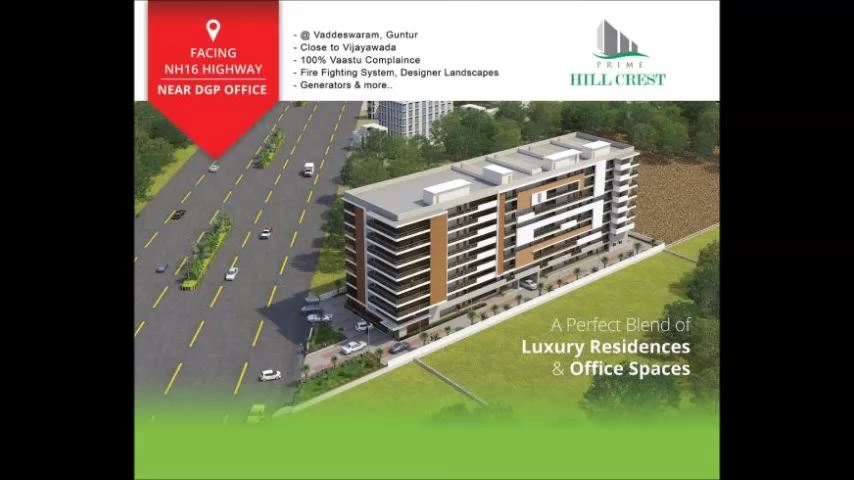 FACING
NH16 HIGHWAY
NEAR DGP OFFICE
- @ Vaddeswaram, Guntur
- Close to Vijayawada
- 100% Vaastu Complaince
- Fire Fighting System, Designer Landscapes
- Generators & more..
PRIME
HILL CREST
A Perfect Blend of
Luxury Residences
& Office Spaces